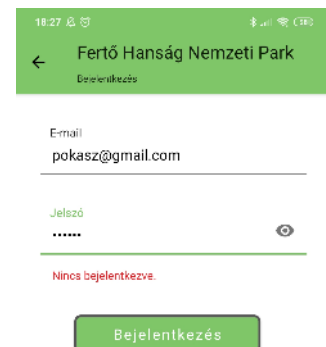 18:27
Fertő Hanság Nemzeti Park
Bejelentkezés
E-mail
pokasz@gmail.com
Jelszó
••••••
Nincs bejelentkezve.
Bejelentkezés